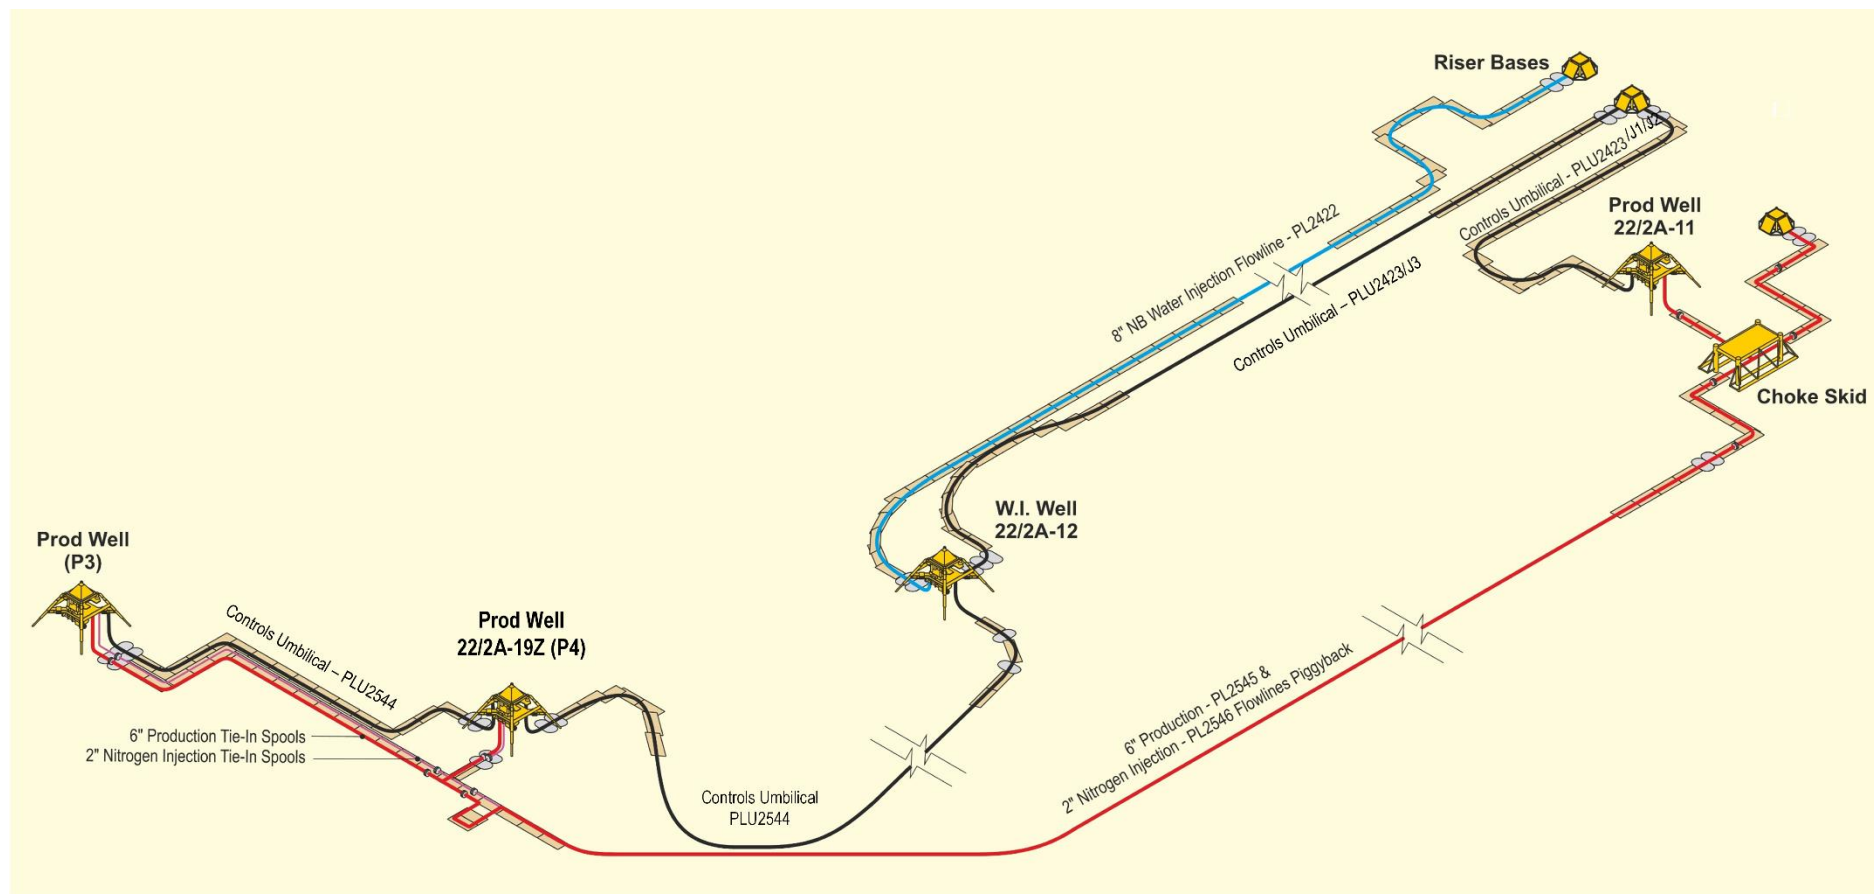 Riser Bases
Controls Umbilical - PLU2423/J1/J2
Prod Well
22/2A-11
8" NB Water Injection Flowline - PL2422
Controls Umbilical – PLU2423/J3
Choke Skid
W.I. Well
22/2A-12
Prod Well
(P3)
Controls Umbilical – PLU2544
Prod Well
22/2A-19Z (P4)
6" Production Tie-In Spools
2" Nitrogen Injection Tie-In Spools
Controls Umbilical
PLU2544
6" Production - PL2545 &
2" Nitrogen Injection - PL2546 Flowlines Piggyback